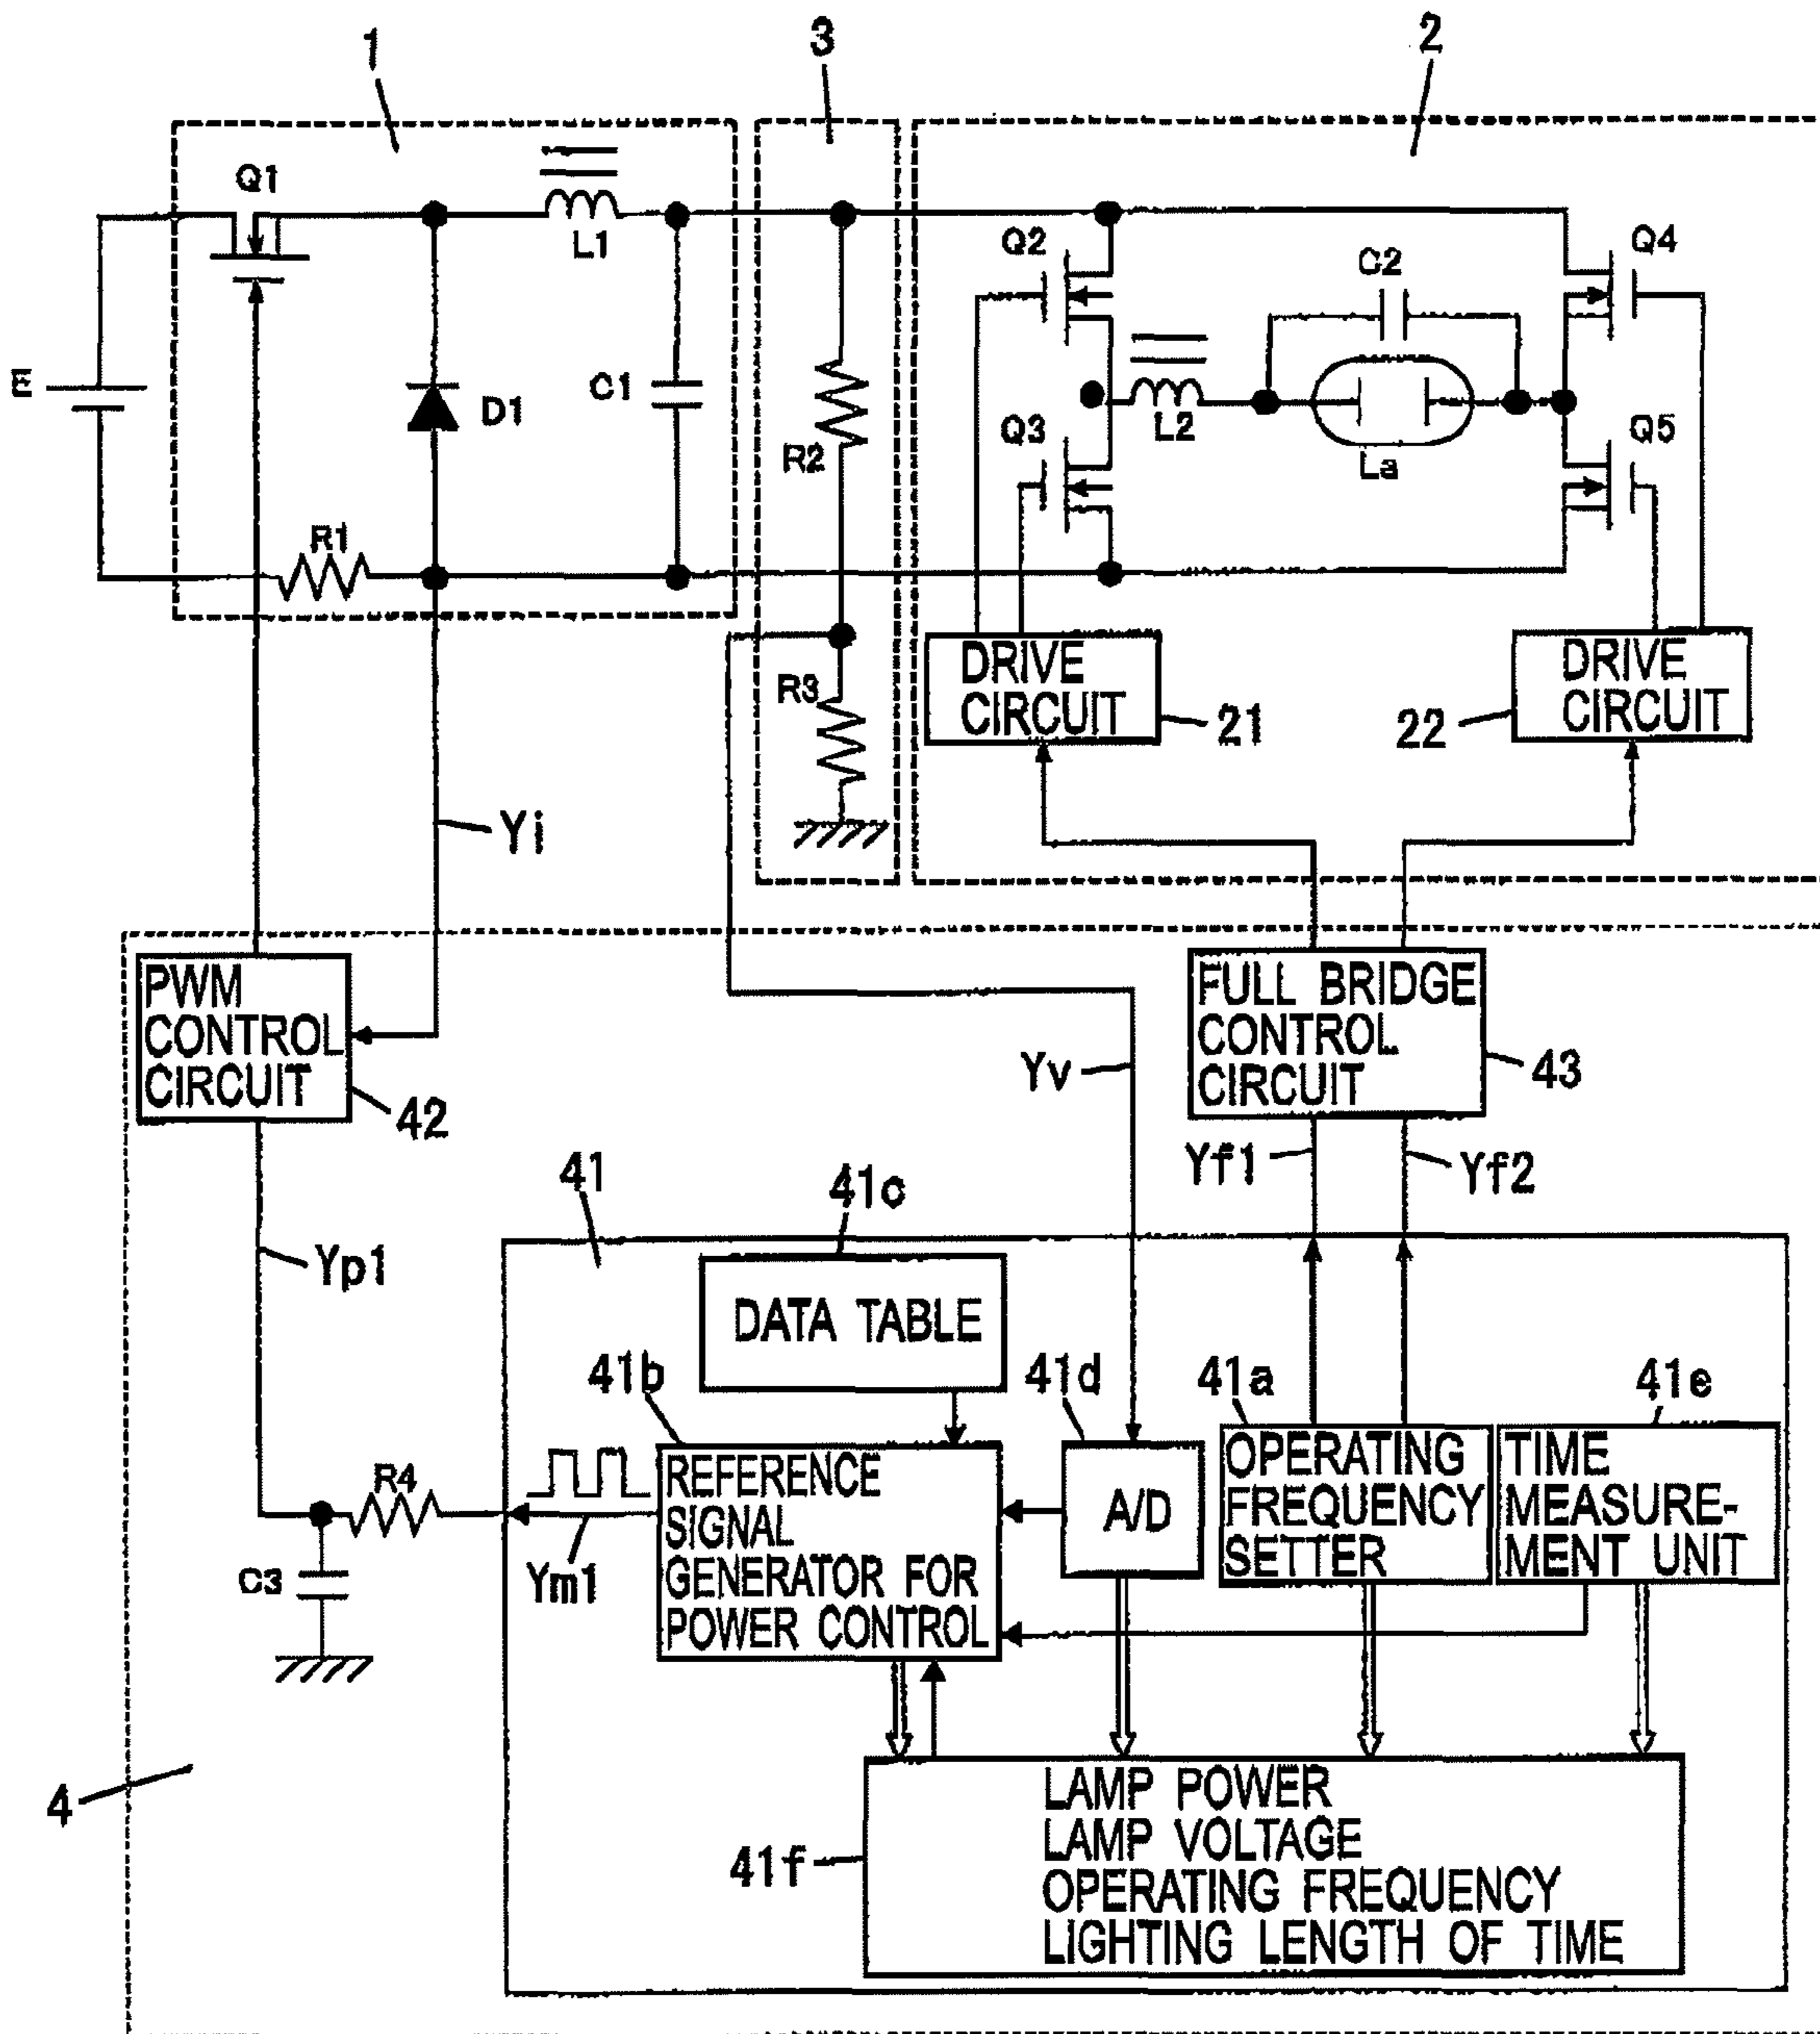 1
3
2
Q1
L1
Q2
C2
Q4
E
D1
C1
R2
Q3
L2
La
Q5
R1
R3
DRIVE
CIRCUIT
21
22
DRIVE
CIRCUIT
Yi
PWM
CONTROL
CIRCUIT
42
Yv
FULL BRIDGE
CONTROL
CIRCUIT
43
Yf1
Yf2
41
41c
Yp1
DATA TABLE
41b
41d
41a
41e
R4
REFERENCE
SIGNAL
GENERATOR FOR
POWER CONTROL
A/D
OPERATING
FREQUENCY
SETTER
TIME
MEASURE-
MENT UNIT
C3
Ym1
4
LAMP POWER
LAMP VOLTAGE
OPERATING FREQUENCY
LIGHTING LENGTH OF TIME
41f